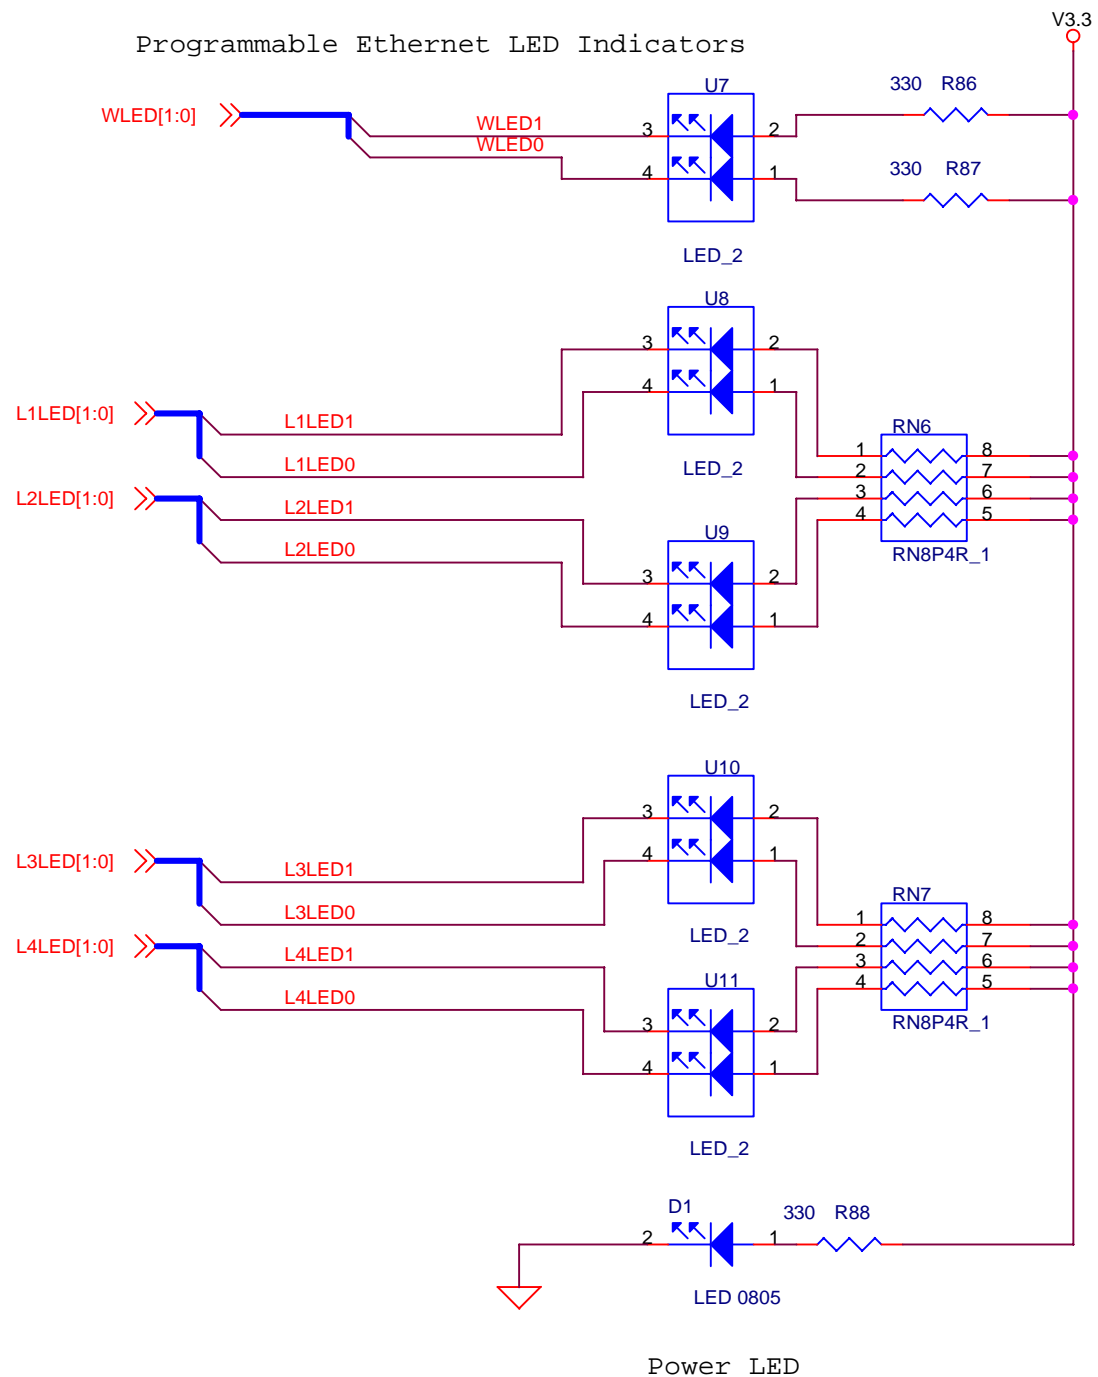 V3.3
Programmable Ethernet LED Indicators
U7
330 R86
WLED[1:0]
WLED1
3
2
WLED0
4
1
330 R87
LED_2
U8
3
2
4
1
L1LED[1:0]
L1LED1
RN6
1
8
L1LED0
LED_2
2
7
L2LED[1:0]
3
6
L2LED1
4
5
U9
L2LED0
RN8P4R_1
3
2
4
1
LED_2
U10
3
2
4
1
L3LED[1:0]
L3LED1
RN7
L3LED0
1
8
LED_2
2
7
L4LED[1:0]
L4LED1
3
6
U11
4
5
L4LED0
RN8P4R_1
3
2
4
1
LED_2
D1
330 R88
2
1
LED 0805
Power LED